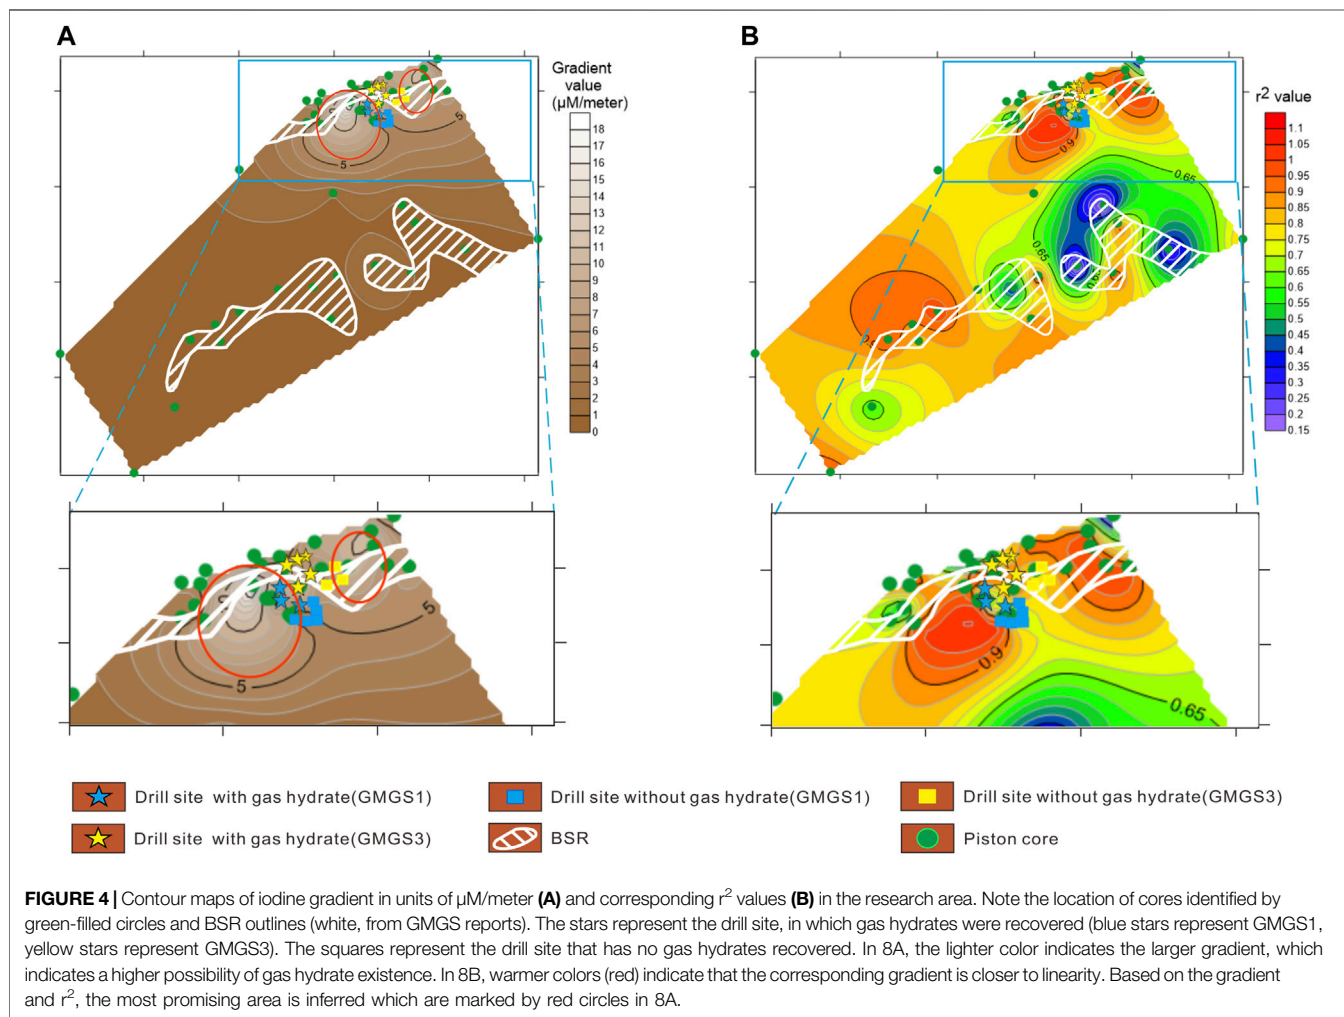 A
B
Gradient
value
(μM/meter)
18
17
16
14
13
12
11
10
9
8
7
6
5
4
3
2
1
0
5
5
r² value
1.1
1.05
1
0.95
0.9
0.85
0.8
0.75
0.7
0.65
0.6
0.55
0.5
0.45
0.4
0.35
0.3
0.25
0.2
0.15
0.9
0.65
0.65
5
5
0.9
0.65
Drill site with gas hydrate(GMGS1)
Drill site without gas hydrate(GMGS1)
Drill site without gas hydrate(GMGS3)
Drill site with gas hydrate(GMGS3)
BSR
Piston core
FIGURE 4 | Contour maps of iodine gradient in units of μM/meter (A) and corresponding r² values (B) in the research area. Note the location of cores identified by
green-filled circles and BSR outlines (white, from GMGS reports). The stars represent the drill site, in which gas hydrates were recovered (blue stars represent GMGS1,
yellow stars represent GMGS3). The squares represent the drill site that has no gas hydrates recovered. In 8A, the lighter color indicates the larger gradient, which
indicates a higher possibility of gas hydrate existence. In 8B, warmer colors (red) indicate that the corresponding gradient is closer to linearity. Based on the gradient
and r², the most promising area is inferred which are marked by red circles in 8A.